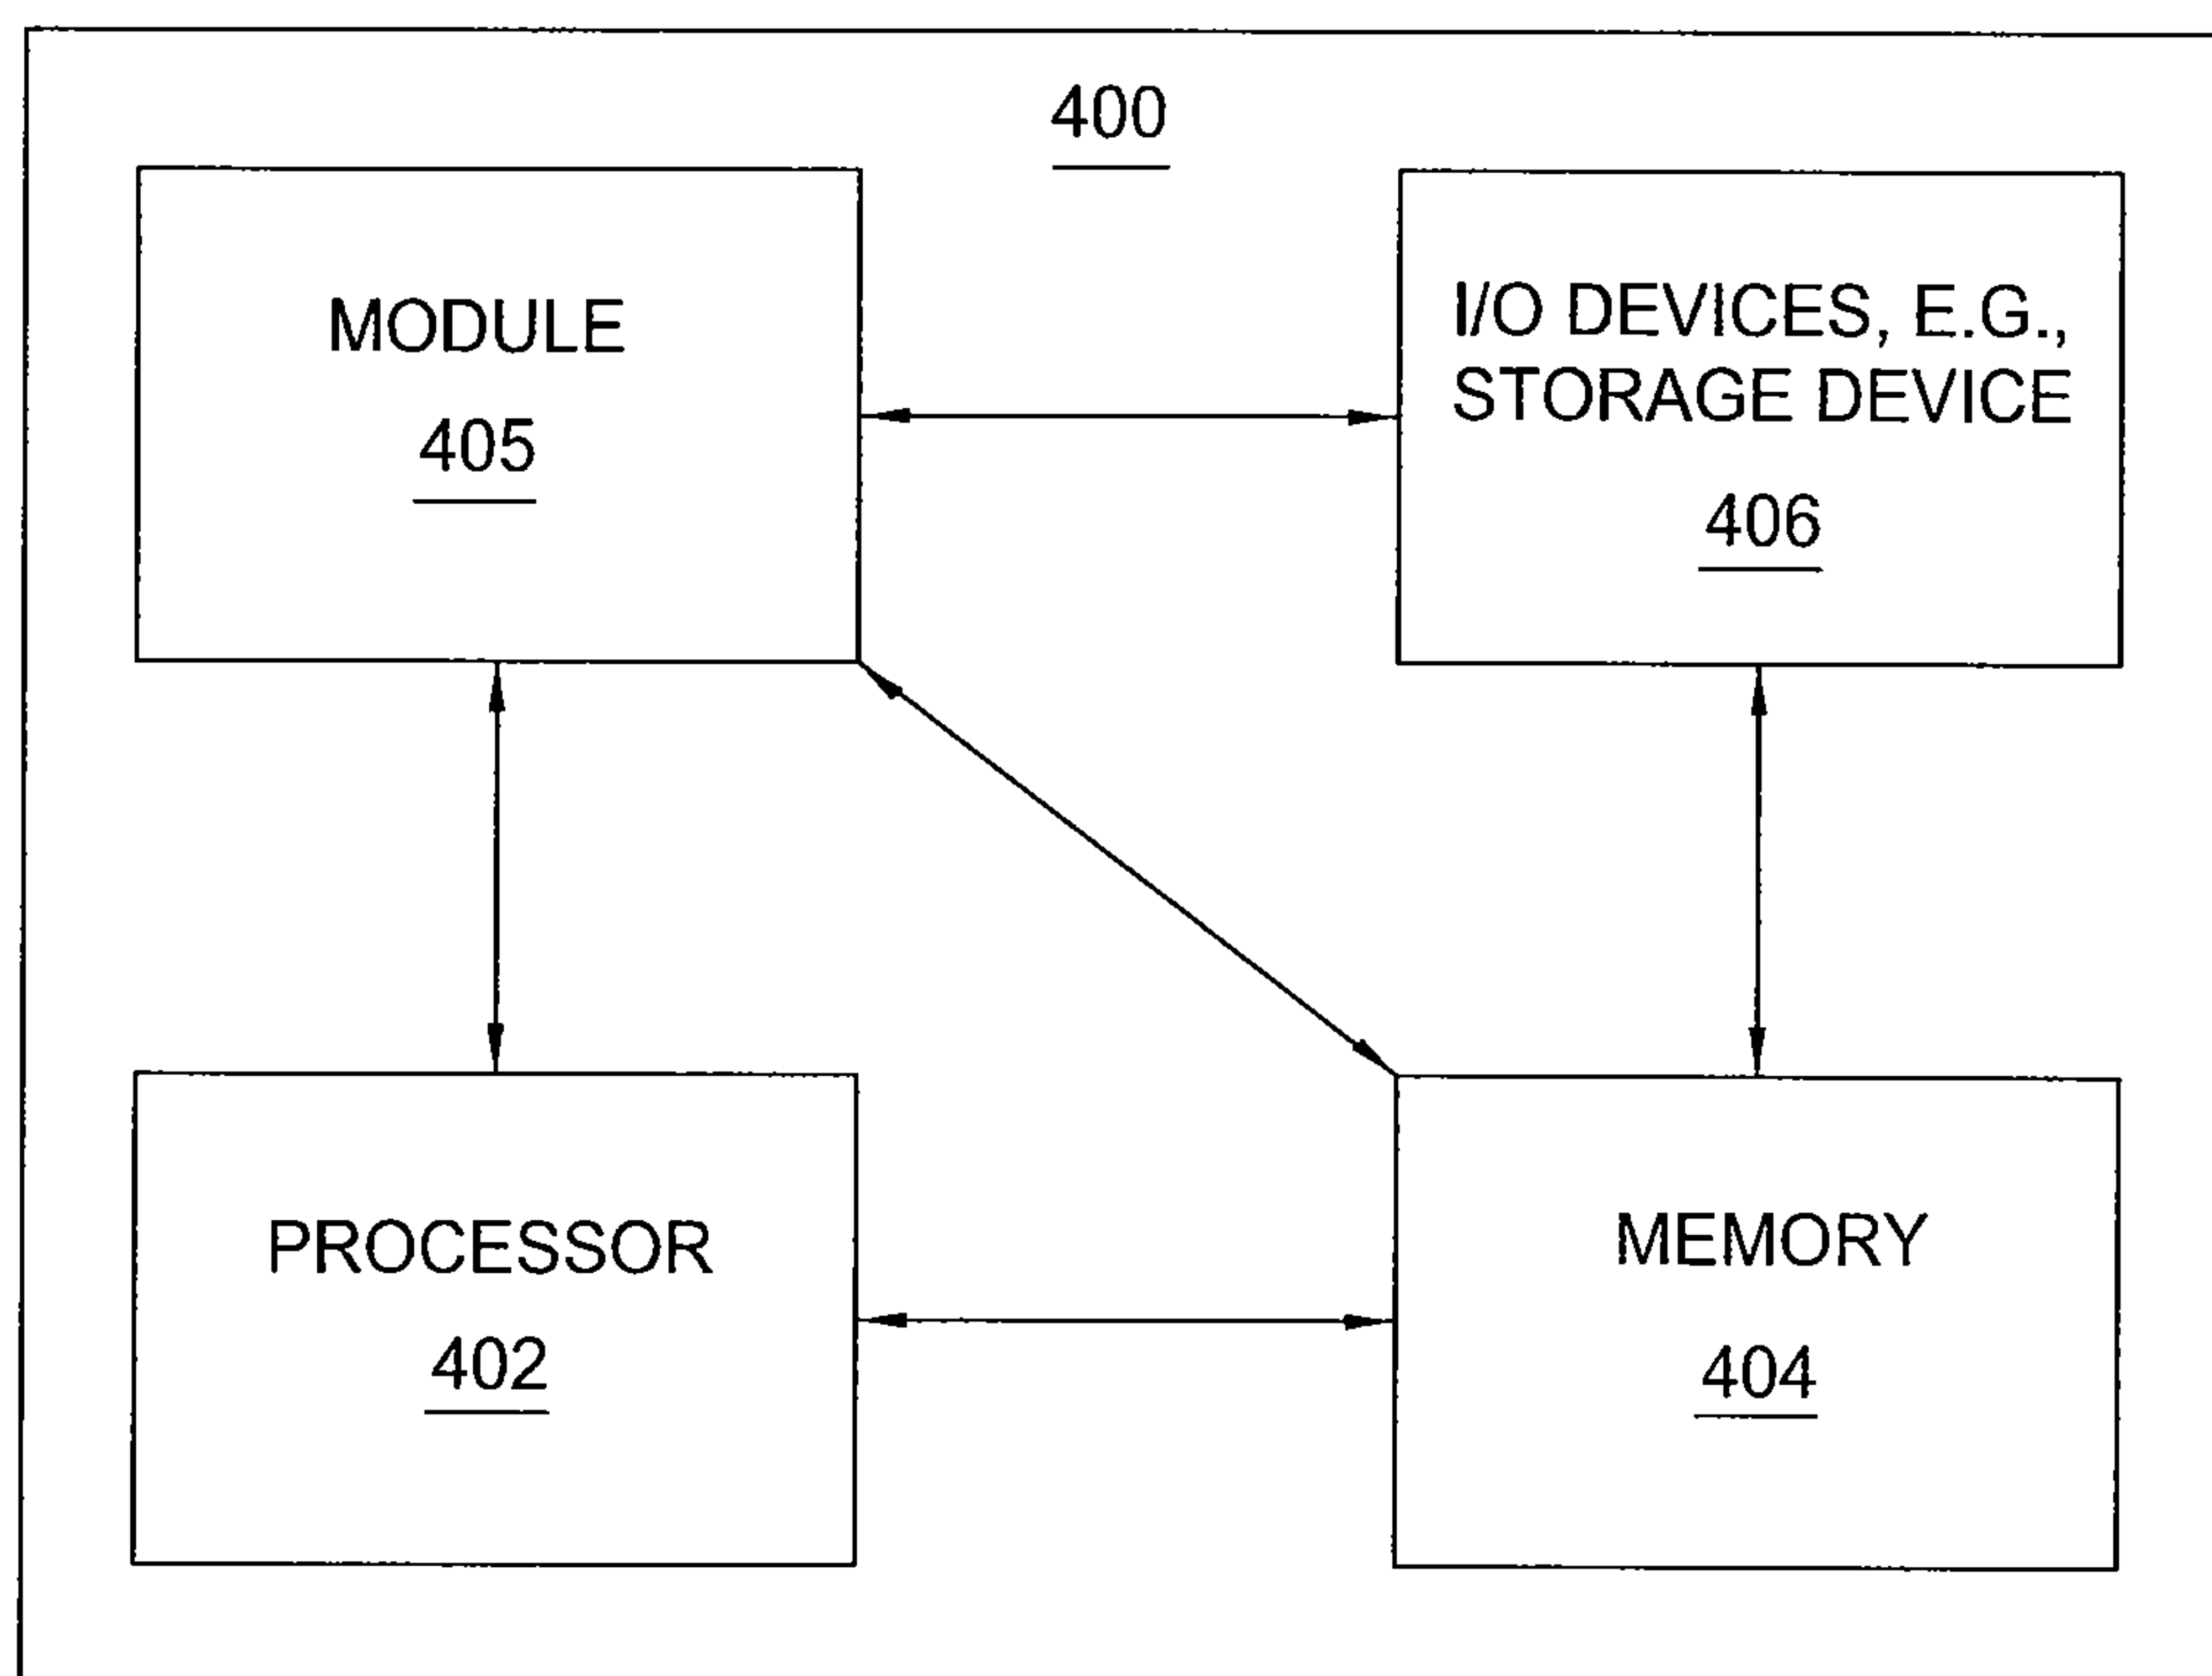 400
MODULE
405
I/O DEVICES, E.G.,
STORAGE DEVICE
406
PROCESSOR
402
MEMORY
404